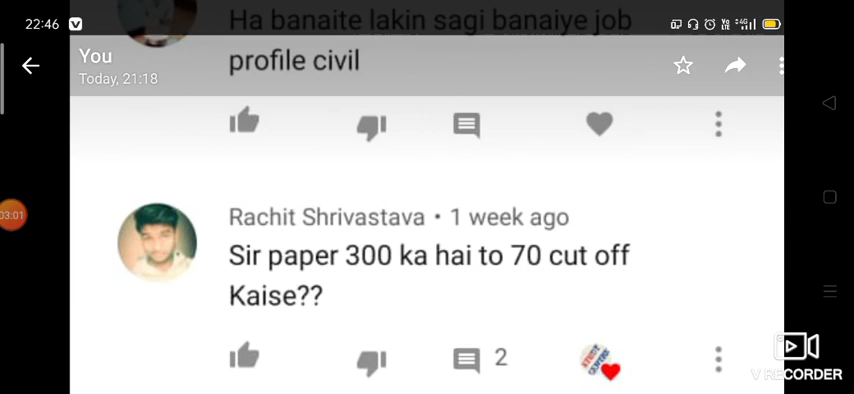 22:46
Ha banaite lakin sagi banaiye job
You
profile civil
Today, 21:18
03:01
Rachit Shrivastava • 1 week ago
Sir paper 300 ka hai to 70 cut off
Kaise??
2
V RECORDER